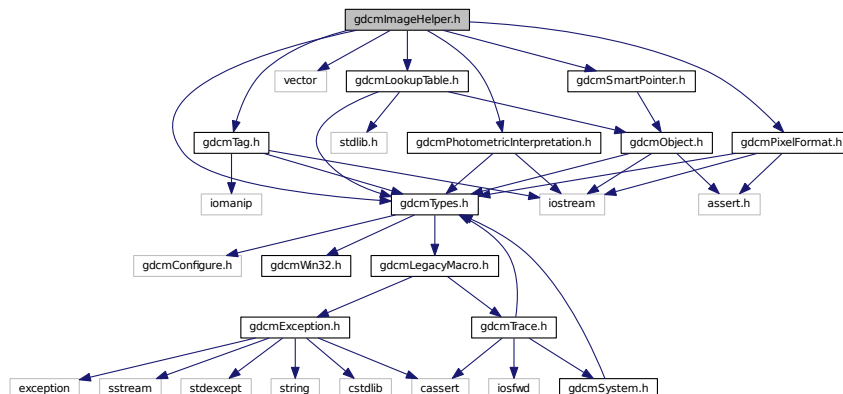 gdcmImageHelper.h
vector
gdcmLookupTable.h
gdcmSmartPointer.h
gdcmTag.h
stdlib.h
gdcmPhotometricInterpretation.h
gdcmObject.h
gdcmPixelFormat.h
iomanip
gdcmTypes.h
iostream
assert.h
gdcmConfigure.h
gdcmWin32.h
gdcmLegacyMacro.h
gdcmException.h
gdcmTrace.h
exception
sstream
stdexcept
string
cstdlib
cassert
iosfwd
gdcmSystem.h